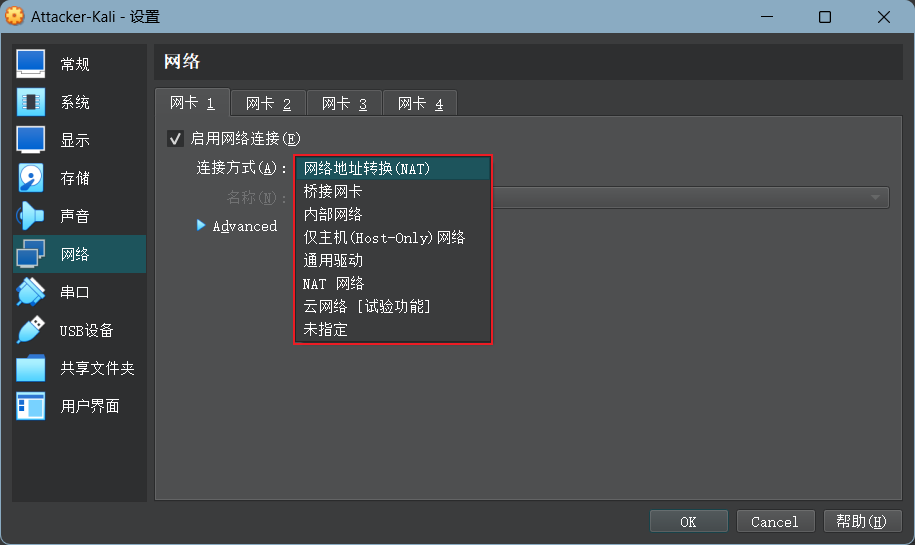 Attacker-Kali - 设置
常规
系统
显示
存储
声音
网络
串口
USB设备
共享文件夹
用户界面
网络
网卡 1 网卡 2 网卡 3 网卡 4
启用网络连接(E)
连接方式(A):
名称(N):
Advanced
网络地址转换(NAT)
桥接网卡
内部网络
仅主机(Host-Only)网络
通用驱动
NAT 网络
云网络 [试验功能]
未指定
OK Cancel 帮助(H)